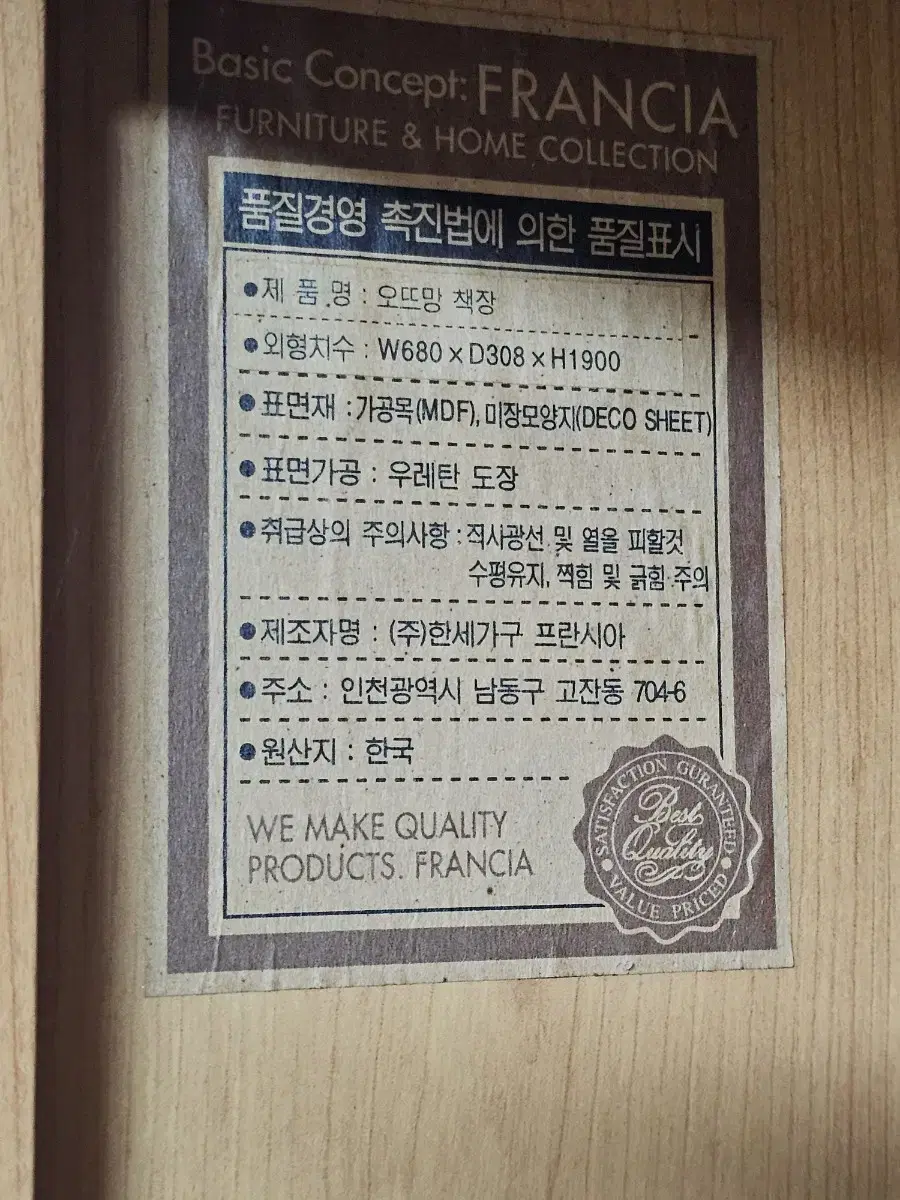 Basic Concept: FRANCIA
FURNITURE & HOME COLLECTION
품질경영 촉진법에 의한 품질표시
●제 품 명 : 오뜨망 책장
●외형치수 : W680 x D308 x H1900
●표면재 : 가공목(MDF), 미장모양지(DECO SHEET)
●표면가공 : 우레탄 도장
●취급상의 주의사항 : 직사광선 및 열을 피할것
수평유지, 찍힘 및 긁힘 주의
●제조자명 : (주)한세가구 프란시아
●주소 : 인천광역시 남동구 고잔동 704-6
●원산지 : 한국
WE MAKE QUALITY
PRODUCTS. FRANCIA
SATISFACTION GURANTEED
Best
Quality
VALUE PRICED